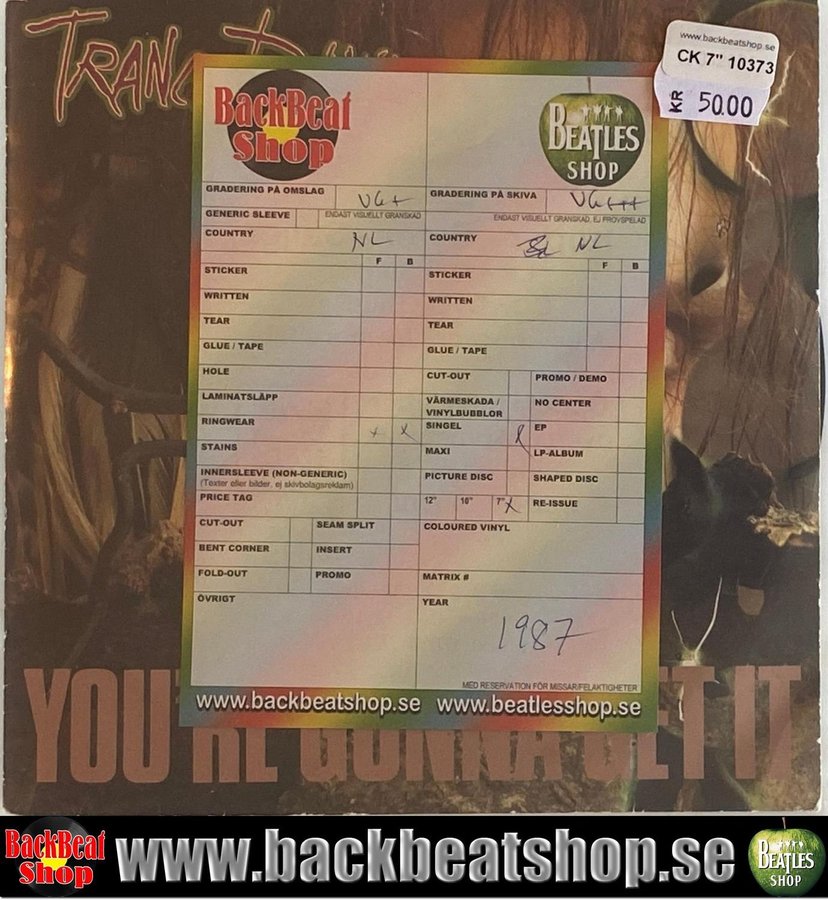 www.backbeatshop.se
CK 7" 10373
KR 50.00
BackBeat
Shop
BEATLES
SHOP
GRADERING PÅ OMSLAG VG+
GRADERING PÅ SKIVA VG+++
GENERIC SLEEVE ENDAST VISUELLT GRANSKAD
ENDAST VISUELLT GRANSKAD, EJ PROVSPELAD
COUNTRY NL
COUNTRY NL
F B
F B
STICKER
STICKER
WRITTEN
WRITTEN
TEAR
TEAR
GLUE / TAPE
GLUE / TAPE
HOLE
CUT-OUT PROMO / DEMO
LAMINATSLÄPP
VÄRMESKADA / NO CENTER
VINYLBUBBLOR
RINGWEAR x x
SINGEL x EP
STAINS
MAXI LP-ALBUM
INNERSLEEVE (NON-GENERIC)
(Texter eller bilder, ej skivbolagsreklam)
PICTURE DISC SHAPED DISC
PRICE TAG
12" 10" 7" x RE-ISSUE
CUT-OUT SEAM SPLIT
COLOURED VINYL
BENT CORNER INSERT
FOLD-OUT PROMO
MATRIX #
ÖVRIGT
YEAR
1987
MED RESERVATION FÖR MISSAR/FELAKTIGHETER
www.backbeatshop.se www.beatlesshop.se
YOU'RE GONNA GET IT
BackBeat
Shop
www.backbeatshop.se
BEATLES
SHOP